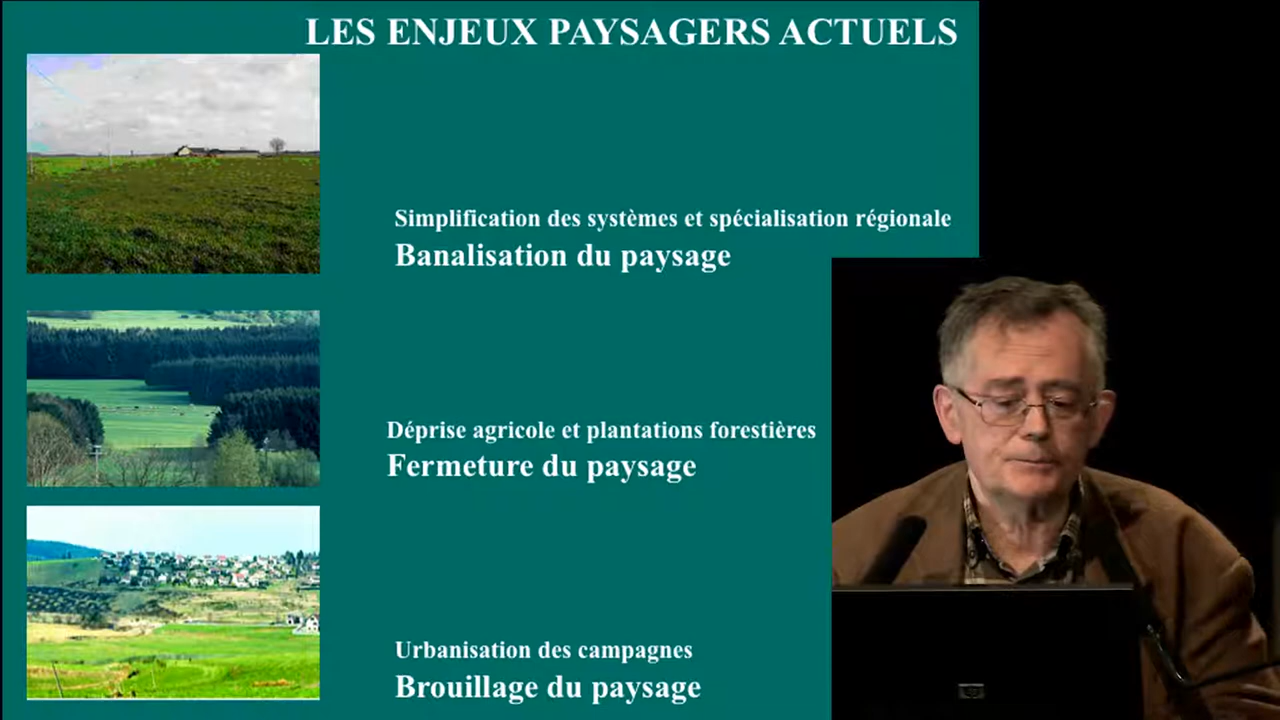 LES ENJEUX PAYSAGERS ACTUELS
Simplification des systèmes et spécialisation régionale
Banalisation du paysage
Déprise agricole et plantations forestières
Fermeture du paysage
Urbanisation des campagnes
Brouillage du paysage